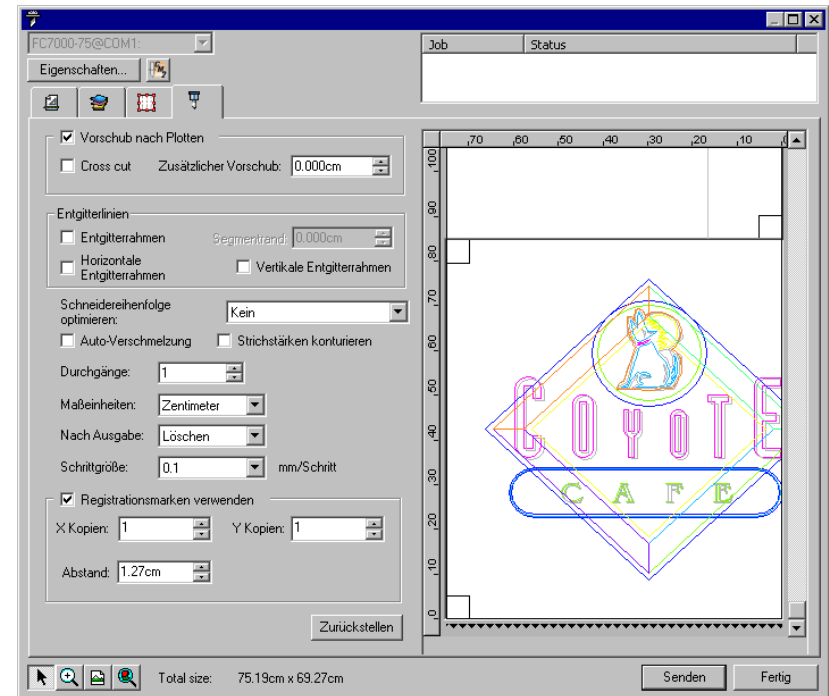 FC7000-75@COM1:
Job Status
Eigenschaften...
Vorschub nach Plotten
Cross cut Zusätzlicher Vorschub: 0.000cm
Entgitterlinien
Entgitterrahmen Segmentrand: 0.000cm
Horizontale
Entgitterrahmen
Vertikale Entgitterrahmen
Schneidereihenfolge
optimieren:
Kein
Auto-Verschmelzung Strichstärken konturieren
Durchgänge: 1
Maßeinheiten: Zentimeter
Nach Ausgabe: Löschen
Schrittgröße: 0.1 mm/Schritt
Registrationsmarken verwenden
X Kopien: 1 Y Kopien: 1
Abstand: 1.27cm
Zurückstellen
70 60 50 40 30 20 10
100
90
80
70
60
50
40
30
20
10
0
COYOTE
CAFE
Total size: 75.19cm x 69.27cm
Senden Fertig